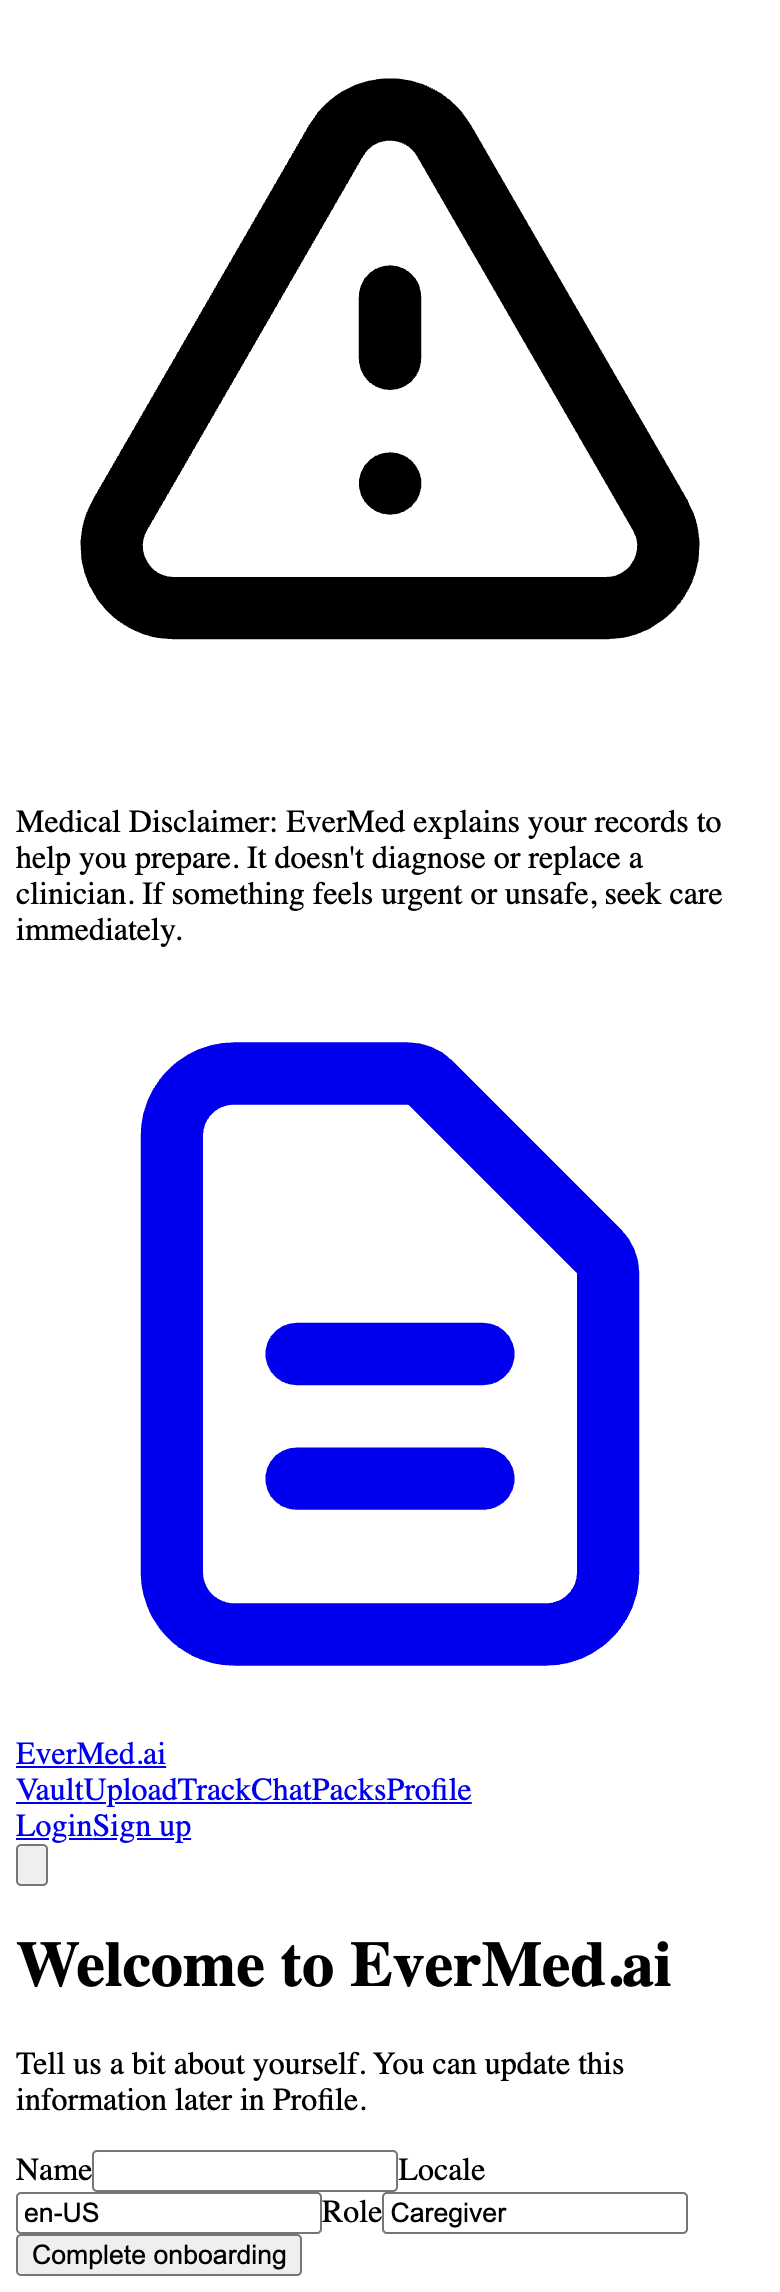 Medical Disclaimer: EverMed explains your records to
help you prepare. It doesn't diagnose or replace a
clinician. If something feels urgent or unsafe, seek care
immediately.
EverMed.ai
VaultUploadTrackChatPacksProfile
LoginSign up
Welcome to EverMed.ai
Tell us a bit about yourself. You can update this
information later in Profile.
Name Locale
en-US Role Caregiver
Complete onboarding